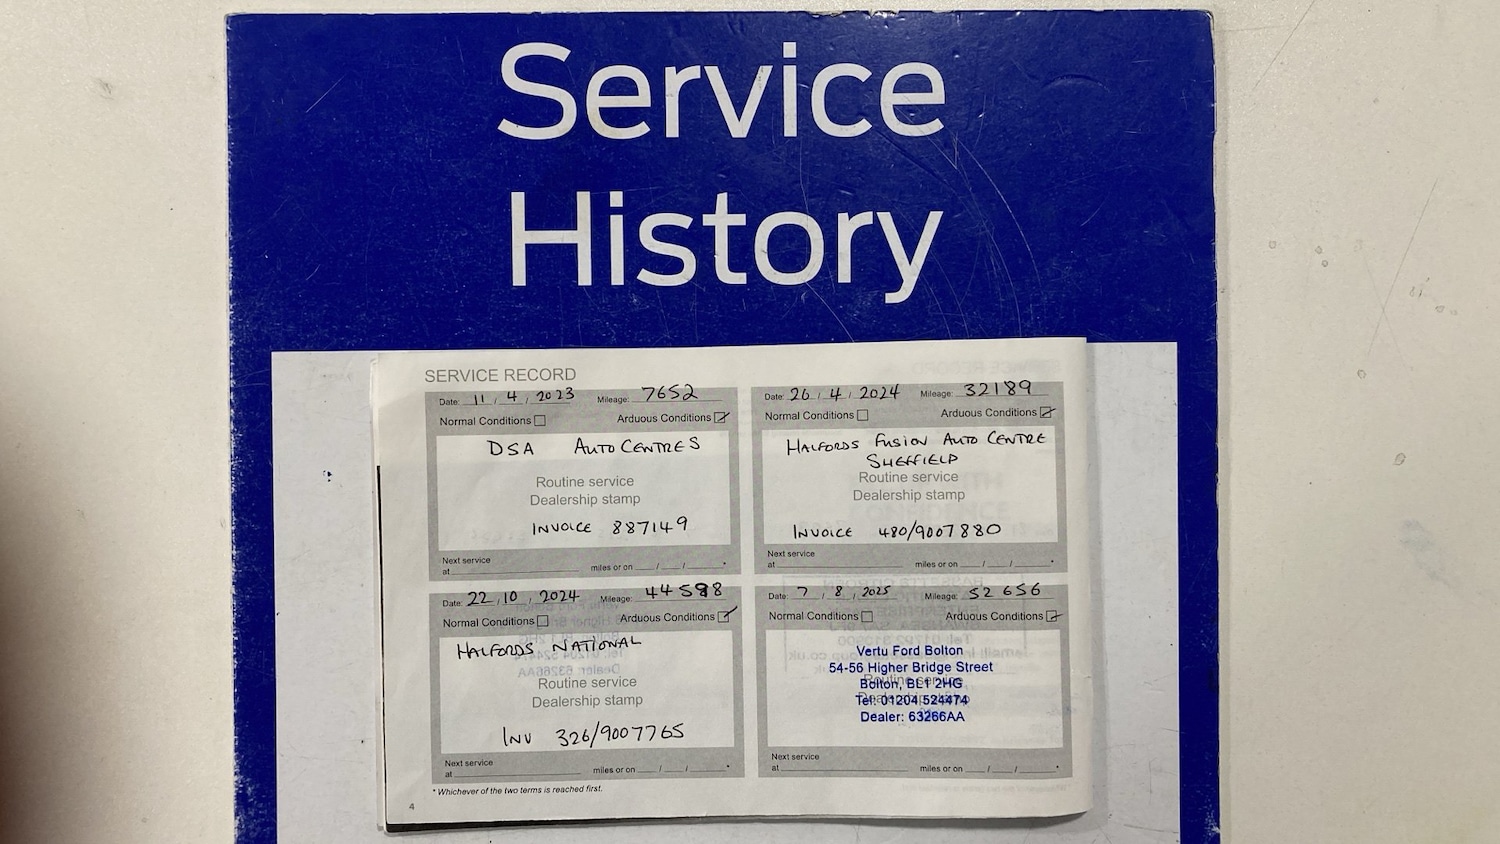 Service
History
SERVICE RECORD
Date: 11 / 4 / 2023 Mileage: 7652
Normal Conditions Arduous Conditions
DSA AUTO CENTRES
Routine service
Dealership stamp
INVOICE 887149
Next service
at miles or on / / *
Date: 26 / 4 / 2024 Mileage: 32189
Normal Conditions Arduous Conditions
HALFORDS FUSION AUTO CENTRE
SHEFFIELD
Routine service
Dealership stamp
INVOICE 480/9007880
Next service
at miles or on / / *
Date: 22 / 10 / 2024 Mileage: 44598
Normal Conditions Arduous Conditions
HALFORDS NATIONAL
Routine service
Dealership stamp
INV 326/9007765
Next service
at miles or on / / *
Date: 7 / 8 / 2025 Mileage: 52656
Normal Conditions Arduous Conditions
Vertu Ford Bolton
54-56 Higher Bridge Street
Routine service
Bolton, BL1 2HG
Dealership stamp
Tel: 01204 524474
Dealer: 63266AA
Next service
at miles or on / / *
* Whichever of the two terms is reached first.
4